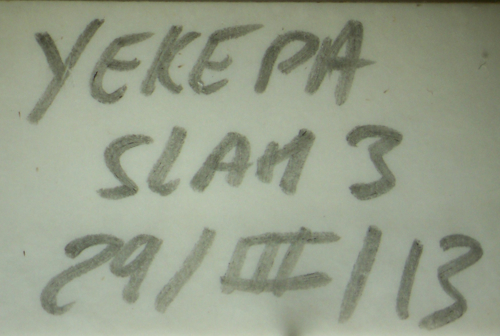 YEKEPA
SLAM 3
29/III/13